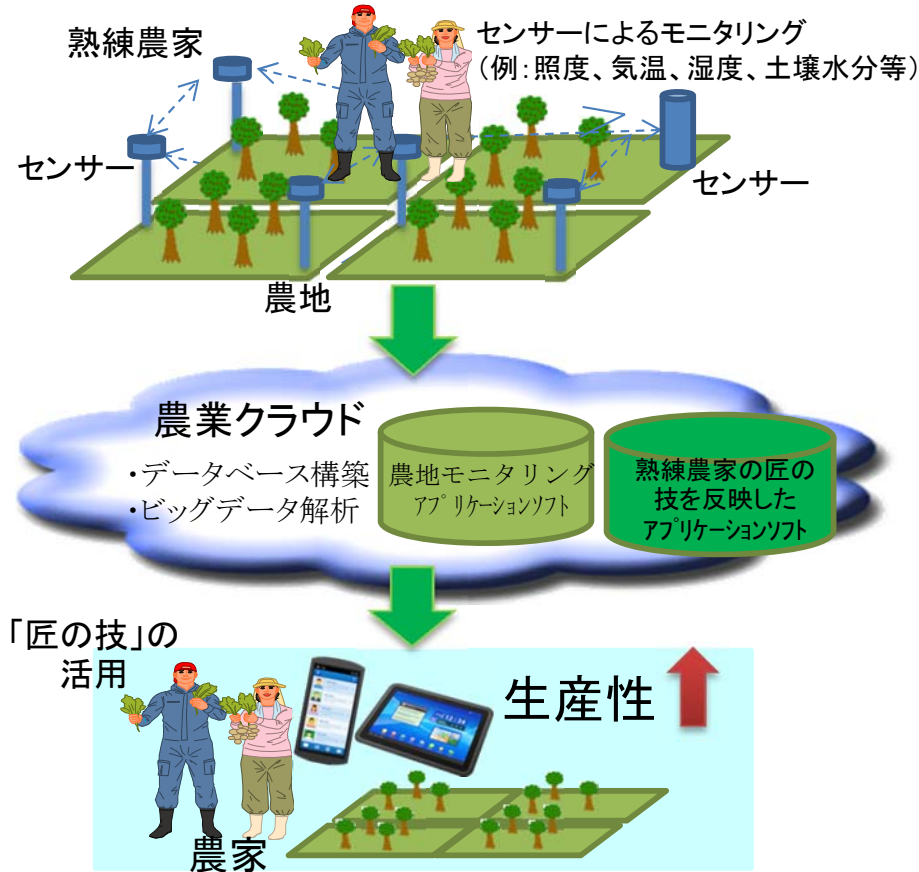 熟練農家
センサーによるモニタリング
(例:照度、気温、湿度、土壌水分等)
センサー
センサー
農地
農業クラウド
・データベース構築
・ビッグデータ解析
農地モニタリング
アプリケーションソフト
熟練農家の匠の
技を反映した
アプリケーションソフト
「匠の技」の
活用
生産性
農家